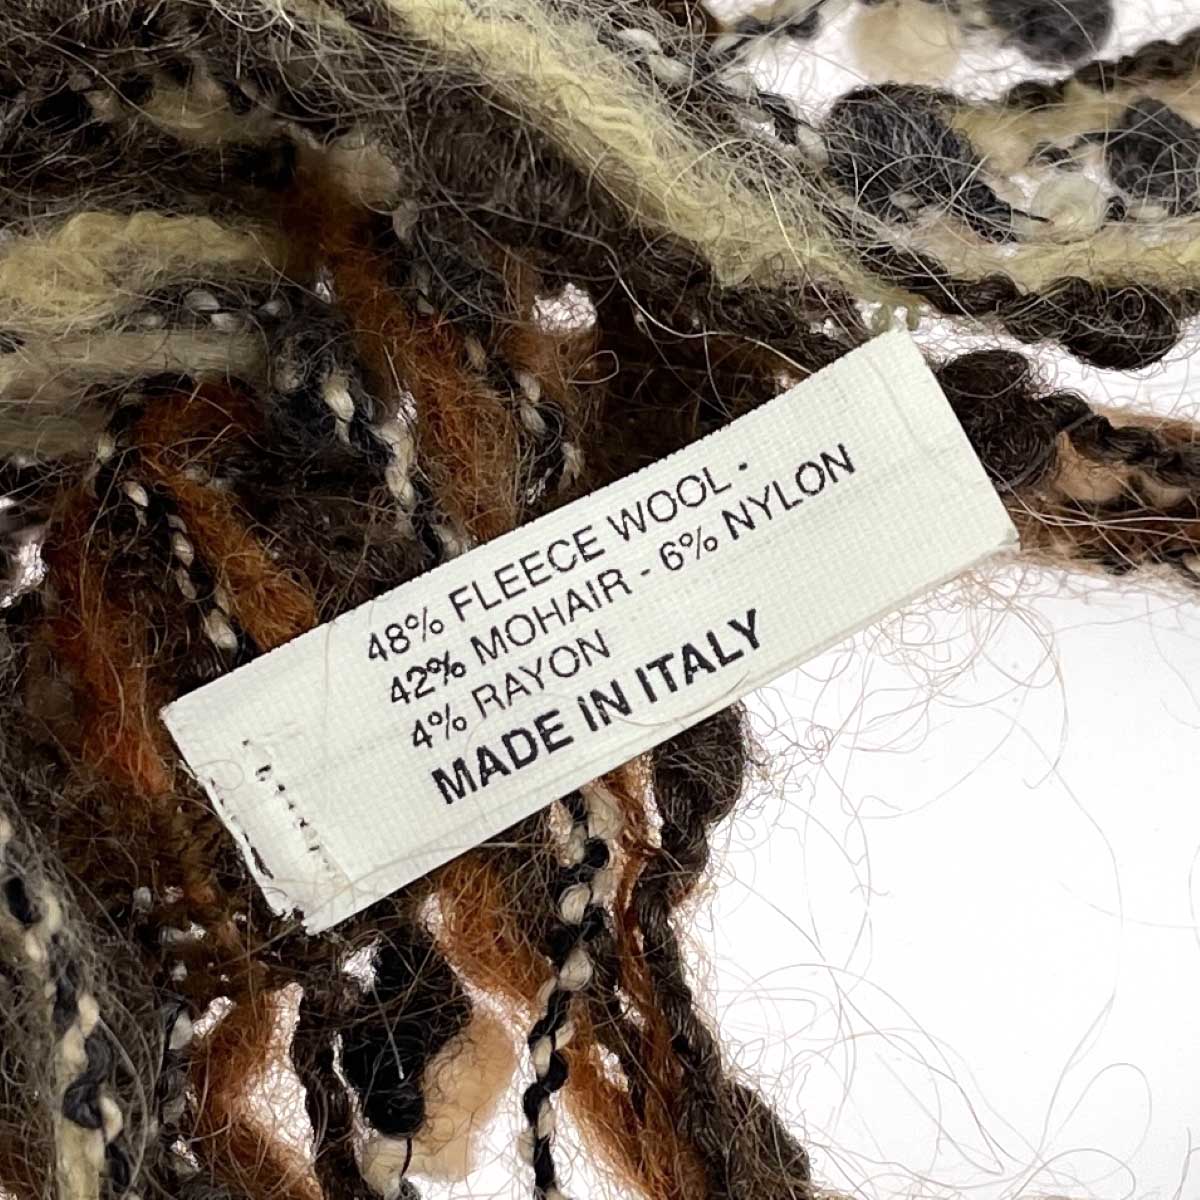 48% FLEECE WOOL -
42% MOHAIR - 6% NYLON
4% RAYON
MADE IN ITALY